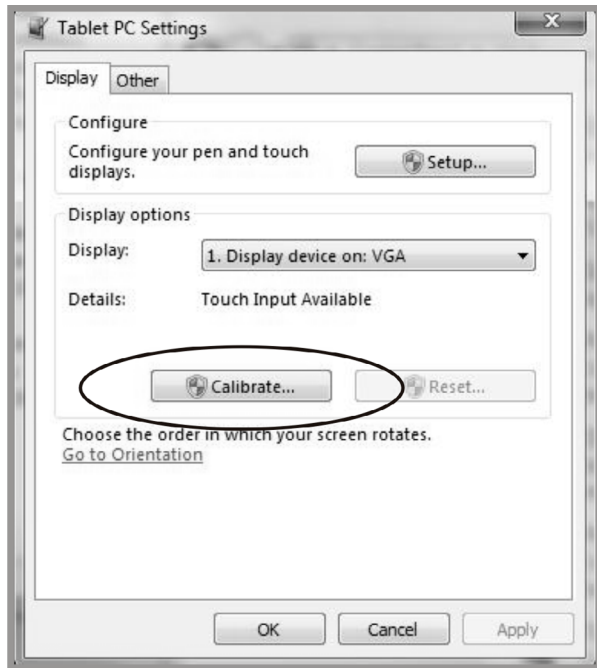 Tablet PC Settings
Display Other
Configure
Configure your pen and touch
displays.
Setup...
Display options
Display: 1. Display device on: VGA
Details: Touch Input Available
Calibrate... Reset...
Choose the order in which your screen rotates.
Go to Orientation
OK Cancel Apply